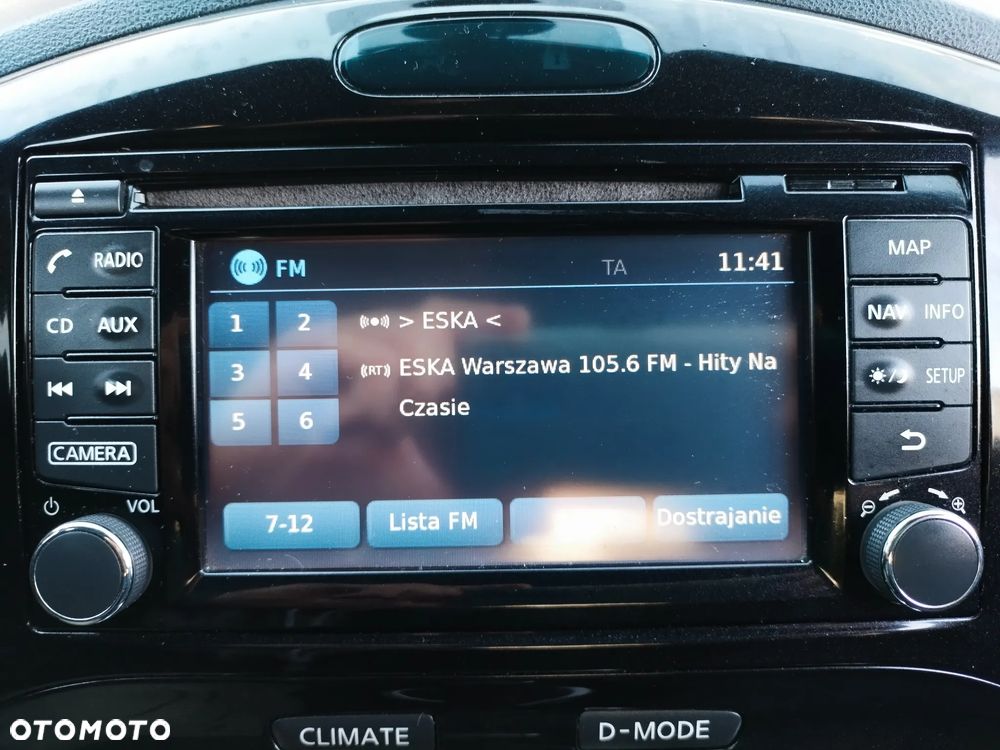 RADIO
CD AUX
CAMERA
VOL
FM TA 11:41
1 2
3 4
5 6
> ESKA <
((RT)) ESKA Warszawa 105.6 FM - Hity Na
Czasie
7-12 Lista FM Dostrajanie
MAP
NAV INFO
SETUP
CLIMATE D-MODE
OTOMOTO